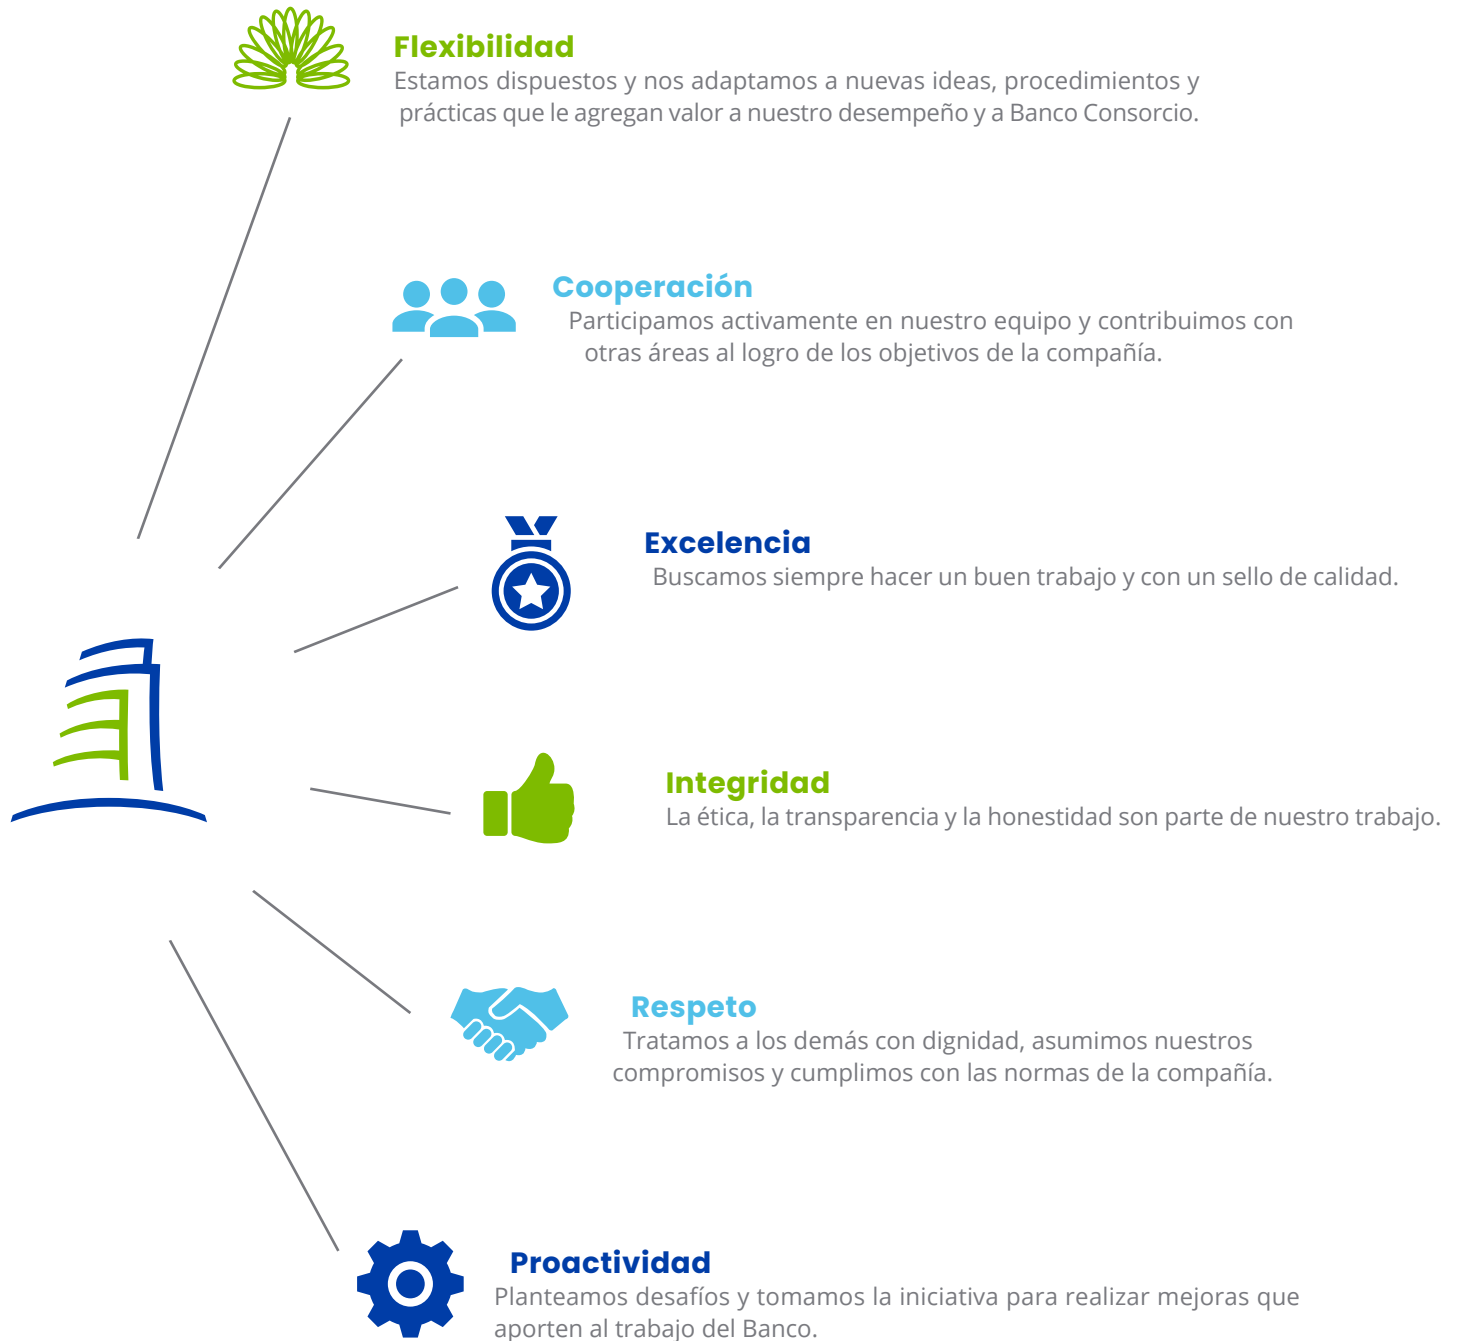 Flexibilidad
Estamos dispuestos y nos adaptamos a nuevas ideas, procedimientos y
prácticas que le agregan valor a nuestro desempeño y a Banco Consorcio.
Cooperación
Participamos activamente en nuestro equipo y contribuimos con
otras áreas al logro de los objetivos de la compañía.
Excelencia
Buscamos siempre hacer un buen trabajo y con un sello de calidad.
Integridad
La ética, la transparencia y la honestidad son parte de nuestro trabajo.
Respeto
Tratamos a los demás con dignidad, asumimos nuestros
compromisos y cumplimos con las normas de la compañía.
Proactividad
Planteamos desafíos y tomamos la iniciativa para realizar mejoras que
aporten al trabajo del Banco.